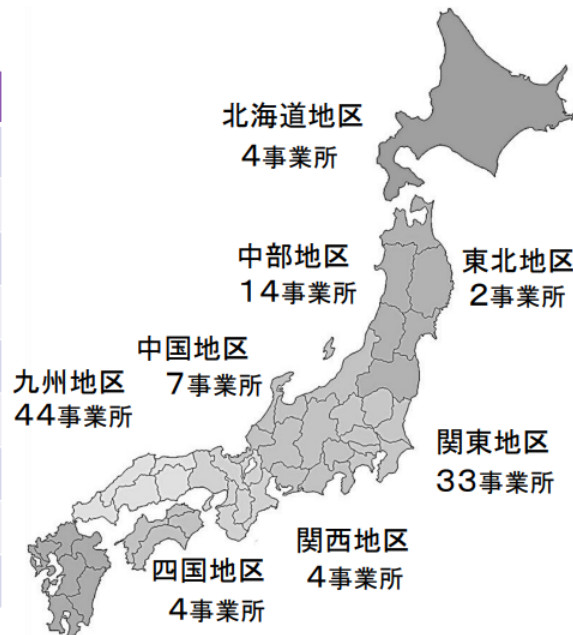 北海道地区
4事業所
中部地区
14事業所
東北地区
2事業所
中国地区
7事業所
九州地区
44事業所
関東地区
33事業所
関西地区
4事業所
四国地区
4事業所